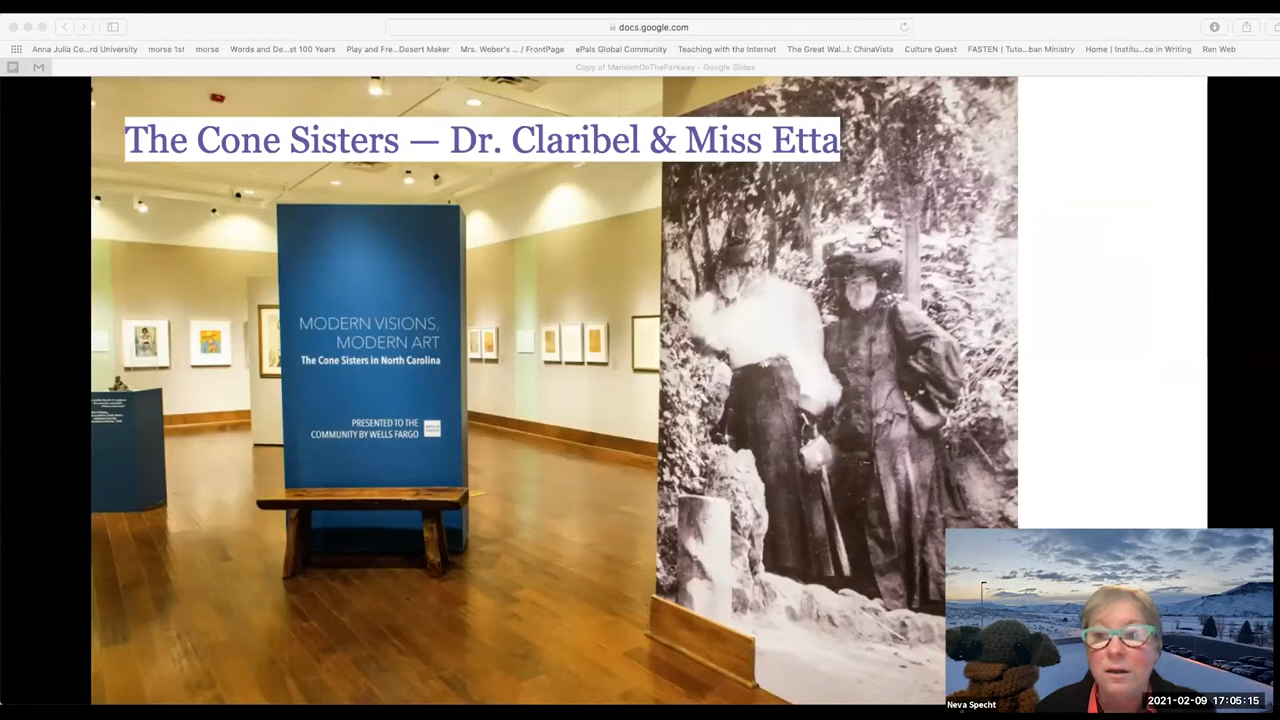 docs.google.com
Anna Julia Co...rd University morse 1st morse Words and De...st 100 Years Play and Fre...Desert Maker Mrs. Weber's ... / FrontPage ePals Global Community Teaching with the Internet The Great Wal...l: ChinaVista Culture Quest FASTEN | Tuto...ban Ministry Home | Institu...ce in Writing Ren Web
Copy of MansionOnTheParkway - Google Slides
The Cone Sisters — Dr. Claribel & Miss Etta
MODERN VISIONS,
MODERN ART
The Cone Sisters in North Carolina
PRESENTED TO THE
COMMUNITY BY WELLS FARGO
Neva Specht
2021-02-09 17:05:15